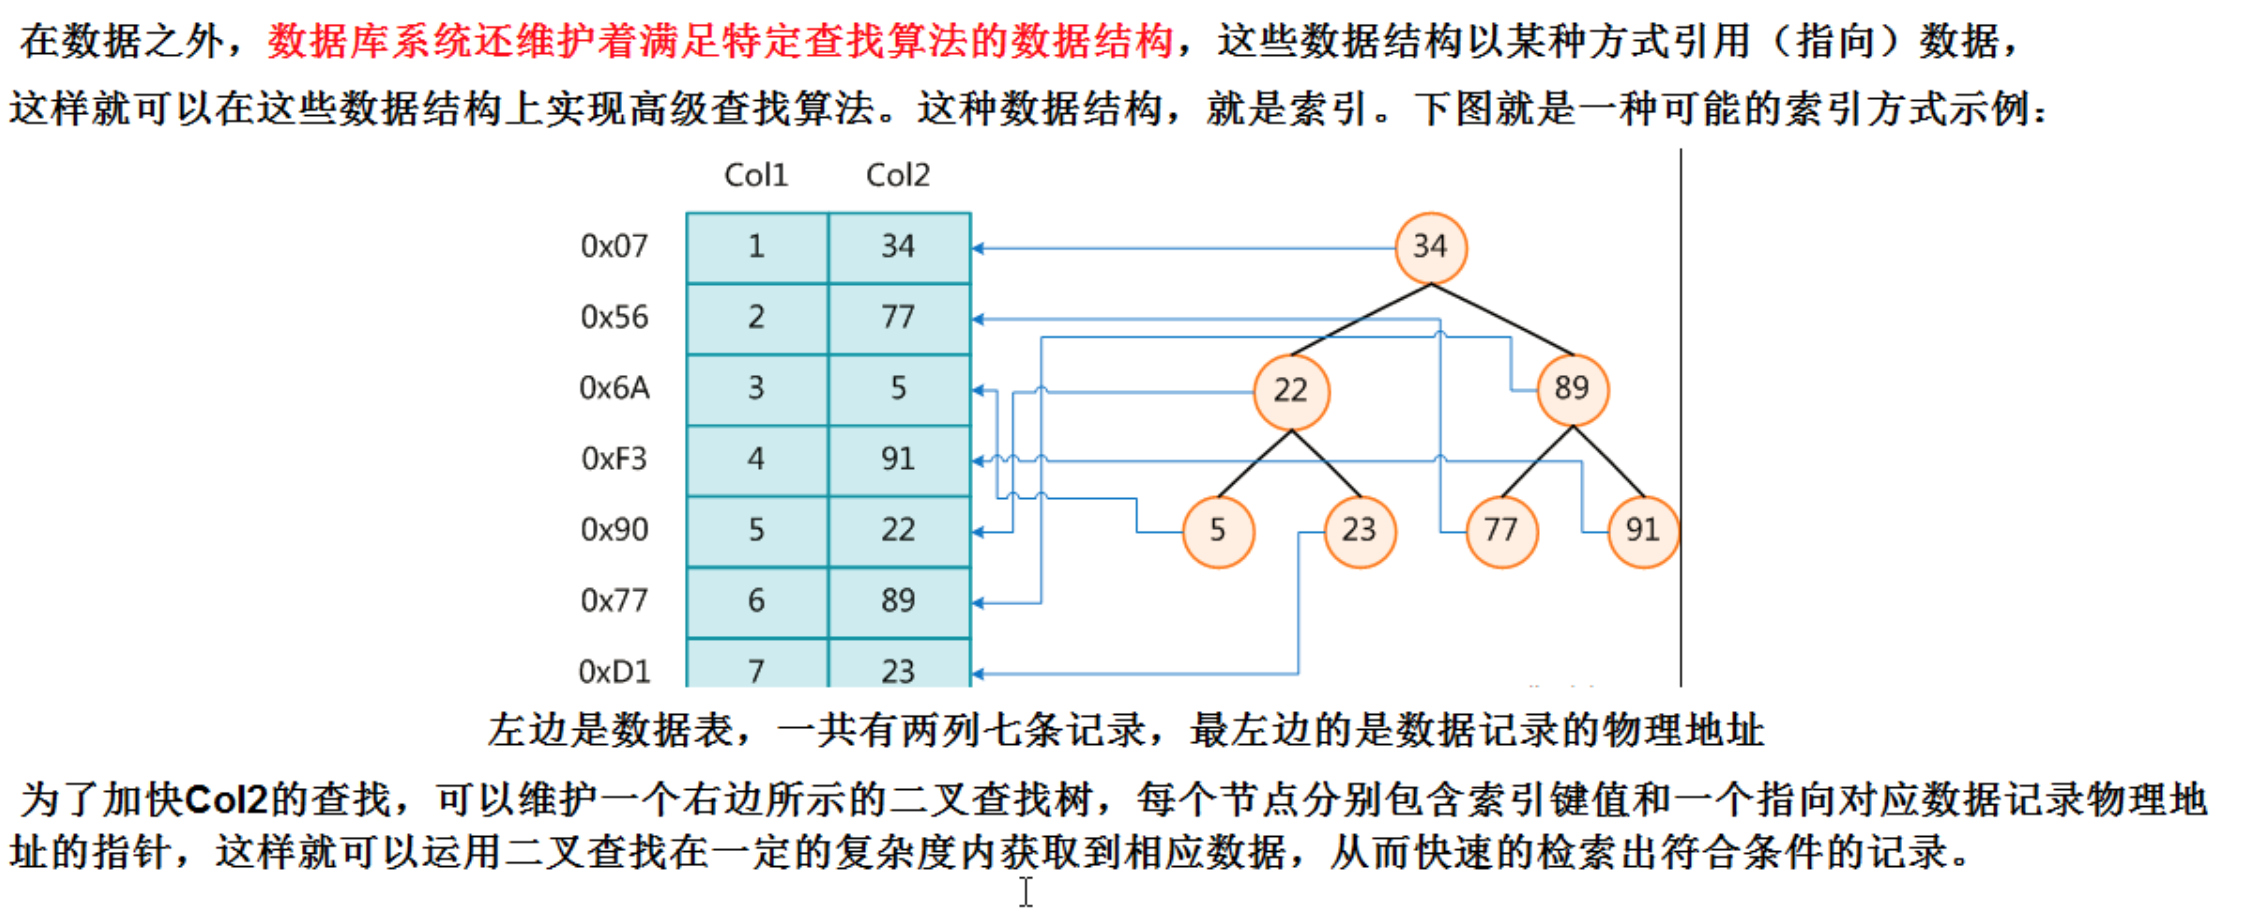 在数据之外，数据库系统还维护着满足特定查找算法的数据结构，这些数据结构以某种方式引用（指向）数据，
这样就可以在这些数据结构上实现高级查找算法。这种数据结构，就是索引。下图就是一种可能的索引方式示例：
Col1 Col2
0x07 1 34 34
0x56 2 77
0x6A 3 5 22 89
0xF3 4 91
0x90 5 22 5 23 77 91
0x77 6 89
0xD1 7 23
左边是数据表，一共有两列七条记录，最左边的是数据记录的物理地址
为了加快Col2的查找，可以维护一个右边所示的二叉查找树，每个节点分别包含索引键值和一个指向对应数据记录物理地
址的指针，这样就可以运用二叉查找在一定的复杂度内获取到相应数据，从而快速的检索出符合条件的记录。